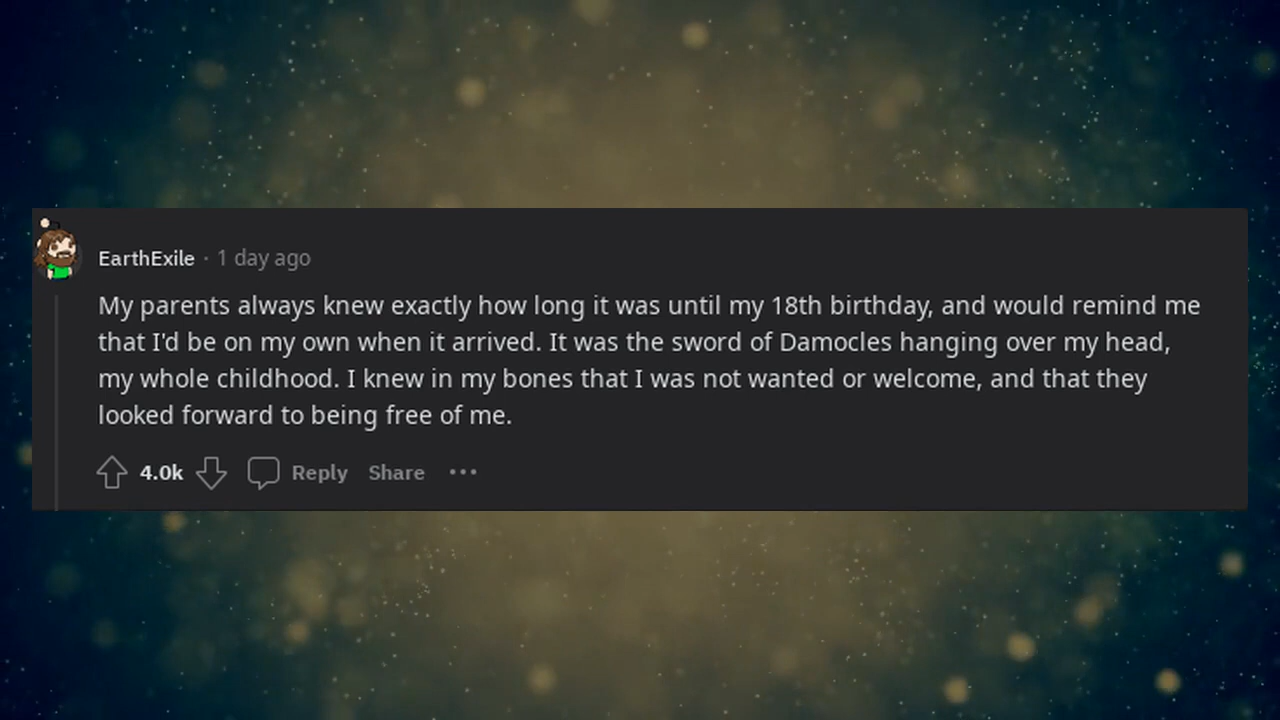 EarthExile · 1 day ago
My parents always knew exactly how long it was until my 18th birthday, and would remind me
that I'd be on my own when it arrived. It was the sword of Damocles hanging over my head,
my whole childhood. I knew in my bones that I was not wanted or welcome, and that they
looked forward to being free of me.
4.0k Reply Share •••